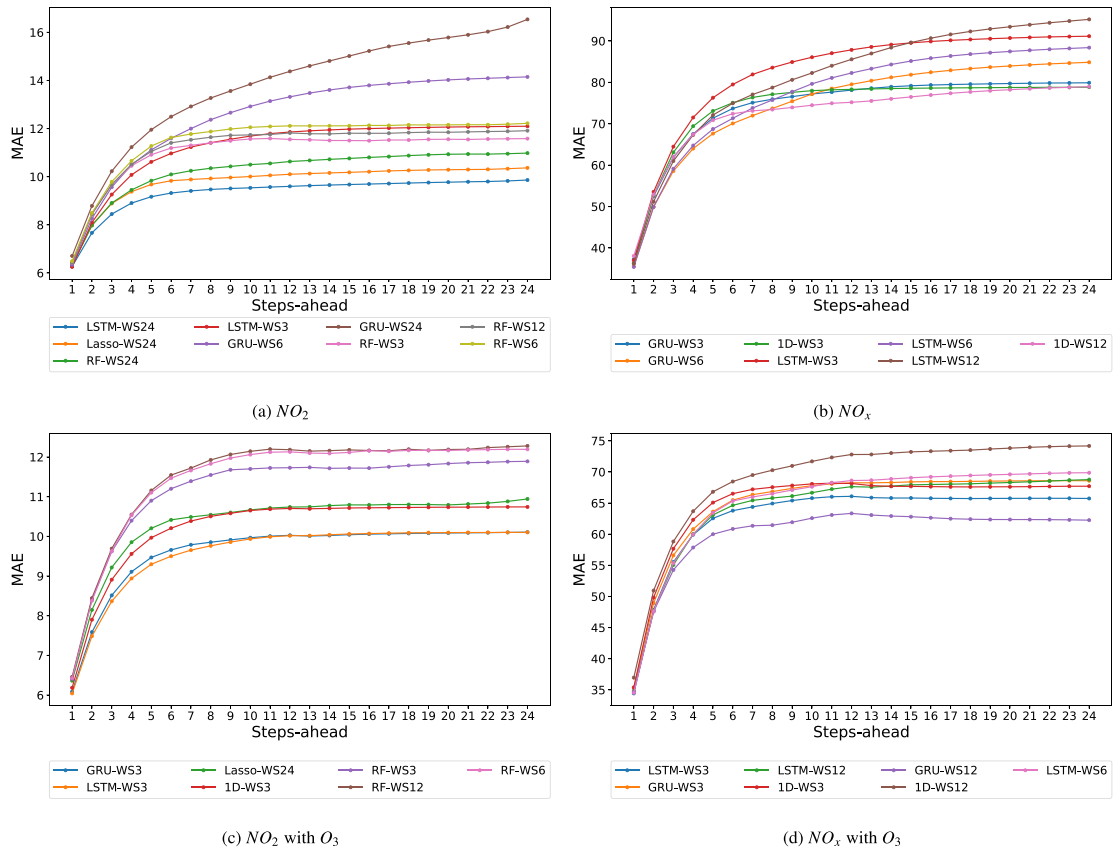 16
14
12
10
8
6
MAE
1 2 3 4 5 6 7 8 9 10 11 12 13 14 15 16 17 18 19 20 21 22 23 24
Steps-ahead
LSTM-WS24 LSTM-WS3 GRU-WS24 RF-WS12
Lasso-WS24 GRU-WS6 RF-WS3 RF-WS6
RF-WS24
(a) NO₂
90
80
70
60
50
40
MAE
1 2 3 4 5 6 7 8 9 10 11 12 13 14 15 16 17 18 19 20 21 22 23 24
Steps-ahead
GRU-WS3 1D-WS3 LSTM-WS6 1D-WS12
GRU-WS6 LSTM-WS3 LSTM-WS12
(b) NOₓ
12
11
10
9
8
7
6
MAE
1 2 3 4 5 6 7 8 9 10 11 12 13 14 15 16 17 18 19 20 21 22 23 24
Steps-ahead
GRU-WS3 Lasso-WS24 RF-WS3 RF-WS6
LSTM-WS3 1D-WS3 RF-WS12
(c) NO₂ with O₃
75
70
65
60
55
50
45
40
35
MAE
1 2 3 4 5 6 7 8 9 10 11 12 13 14 15 16 17 18 19 20 21 22 23 24
Steps-ahead
LSTM-WS3 LSTM-WS12 GRU-WS12 LSTM-WS6
GRU-WS3 1D-WS3 1D-WS12
(d) NOₓ with O₃